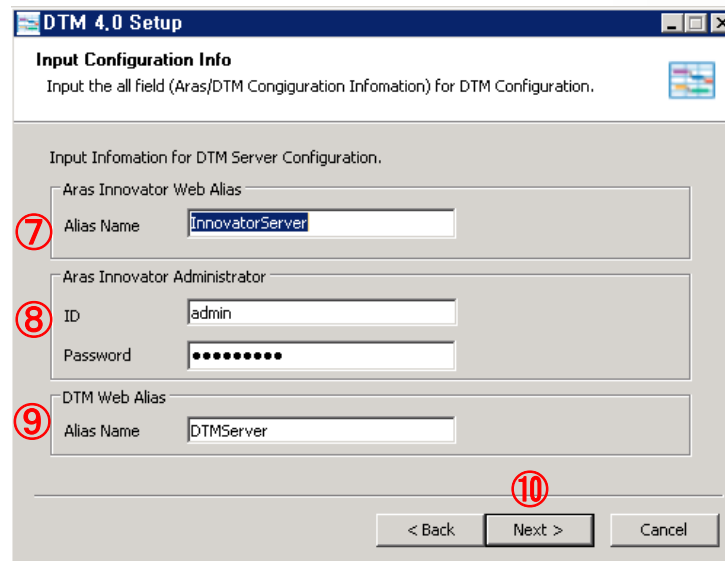 DTM 4.0 Setup
Input Configuration Info
Input the all field (Aras/DTM Congiguration Infomation) for DTM Configuration.
Input Infomation for DTM Server Configuration.
Aras Innovator Web Alias
⑦ Alias Name InnovatorServer
Aras Innovator Administrator
⑧ ID admin
Password ●●●●●●●●●
DTM Web Alias
⑨ Alias Name DTMServer
⑩
< Back Next > Cancel